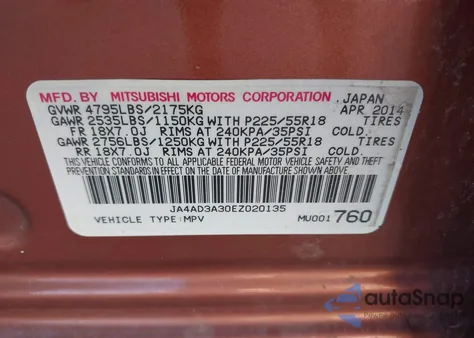 MFD. BY MITSUBISHI MOTORS CORPORATION JAPAN
GVWR 4795LBS/2175KG APR 2014
GAWR 2535LBS/1150KG WITH P225/55R18 TIRES
FR 18X7.0J RIMS AT 240KPA/35PSI COLD.
GAWR 2756LBS/1250KG WITH P225/55R18 TIRES
RR 18X7.0J RIMS AT 240KPA/35PSI COLD.
THIS VEHICLE CONFORMS TO ALL APPLICABLE FEDERAL MOTOR VEHICLE SAFETY AND THEFT
PREVENTION STANDARDS IN EFFECT ON THE DATE OF MANUFACTURE SHOWN ABOVE.
JA4AD3A30EZ020135
VEHICLE TYPE:MPV MU001760
autoSnap